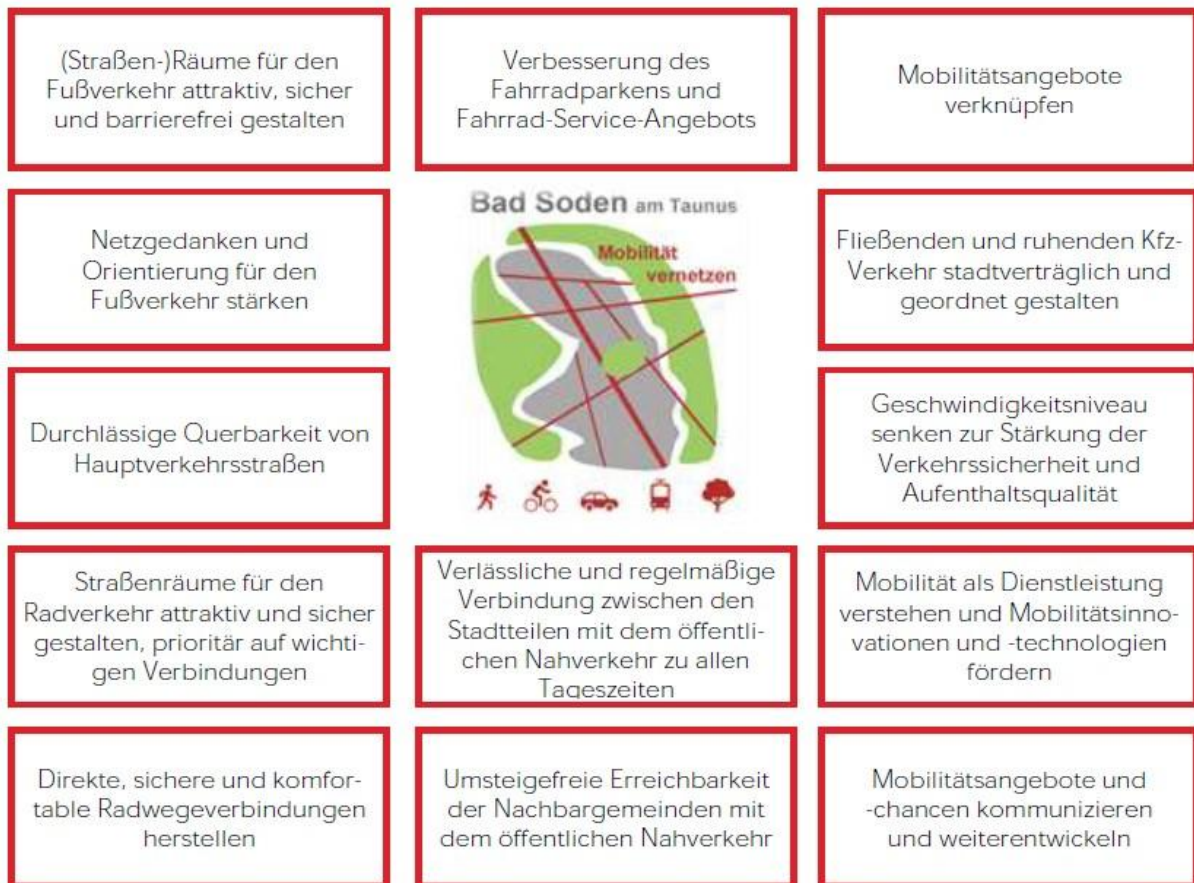 (Straßen-)Räume für den
Fußverkehr attraktiv, sicher
und barrierefrei gestalten
Verbesserung des
Fahrradparkens und
Fahrrad-Service-Angebots
Mobilitätsangebote
verknüpfen
Netzgedanken und
Orientierung für den
Fußverkehr stärken
Bad Soden am Taunus
Mobilität
vernetzen
Fließenden und ruhenden Kfz-
Verkehr stadtverträglich und
geordnet gestalten
Durchlässige Querbarkeit von
Hauptverkehrsstraßen
Geschwindigkeitsniveau
senken zur Stärkung der
Verkehrssicherheit und
Aufenthaltsqualität
Straßenräume für den
Radverkehr attraktiv und sicher
gestalten, prioritär auf wichti-
gen Verbindungen
Verlässliche und regelmäßige
Verbindung zwischen den
Stadtteilen mit dem öffentli-
chen Nahverkehr zu allen
Tageszeiten
Mobilität als Dienstleistung
verstehen und Mobilitätsinno-
vationen und -technologien
fördern
Direkte, sichere und komfor-
table Radwegeverbindungen
herstellen
Umsteigefreie Erreichbarkeit
der Nachbargemeinden mit
dem öffentlichen Nahverkehr
Mobilitätsangebote und
-chancen kommunizieren
und weiterentwickeln